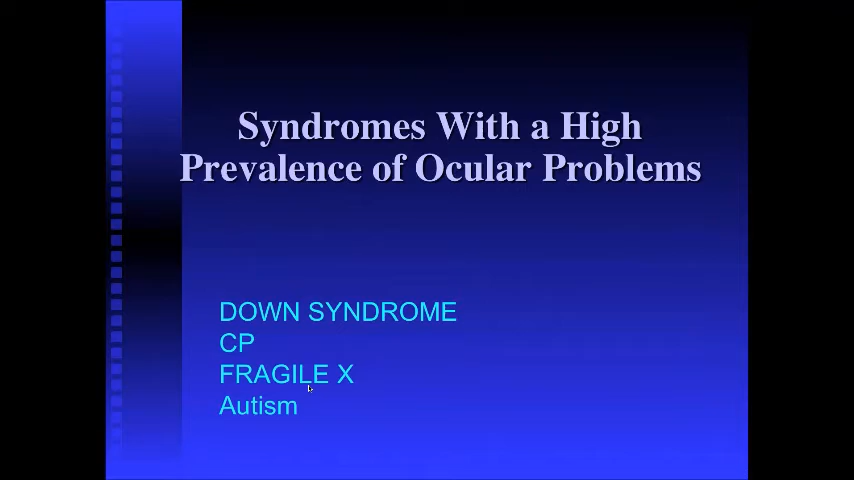 Syndromes With a High
Prevalence of Ocular Problems
DOWN SYNDROME
CP
FRAGILE X
Autism